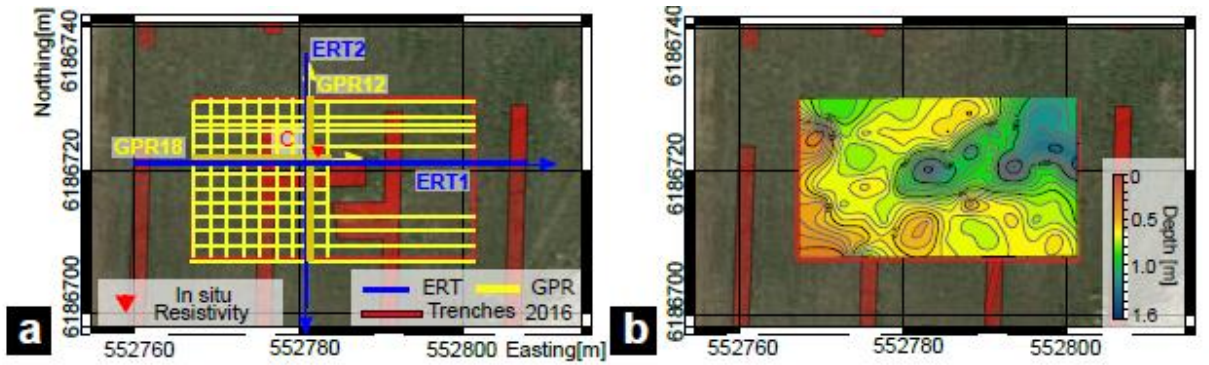 Northing[m]
6186740
6186720
6186700
ERT2
GPR12
C
GPR18
ERT1
In situ
Resistivity
ERT GPR
Trenches 2016
a
552760 552780 552800 Easting[m]
6186740
6186720
6186700
0
0.5
1.0
1.6
Depth [m]
b
552760 552780 552800